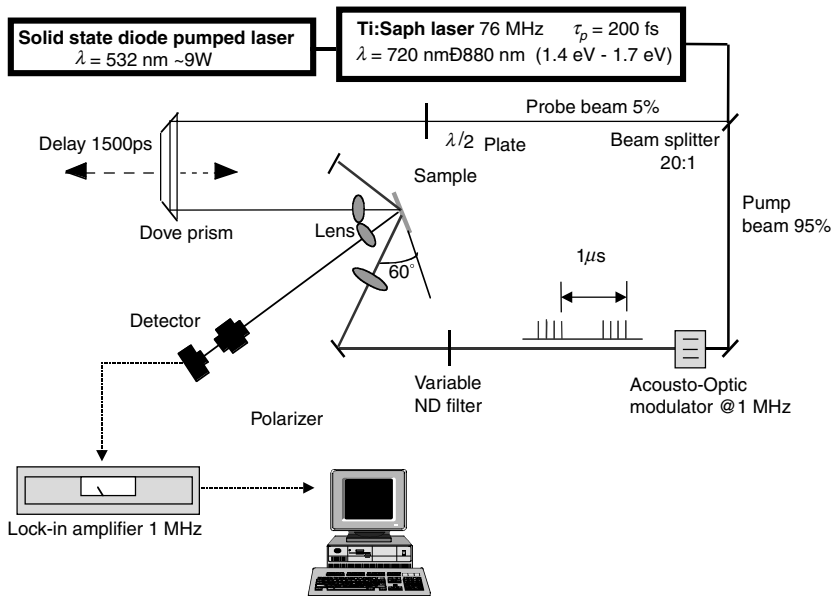 Solid state diode pumped laser
λ = 532 nm ~9W
Ti:Saph laser 76 MHz τp = 200 fs
λ = 720 nmÐ880 nm (1.4 eV - 1.7 eV)
Probe beam 5%
λ/2 Plate
Beam splitter
20:1
Delay 1500ps
Sample
Dove prism
Lens
Pump
beam 95%
60°
1μs
Detector
Variable
ND filter
Acousto-Optic
modulator @1 MHz
Polarizer
Lock-in amplifier 1 MHz